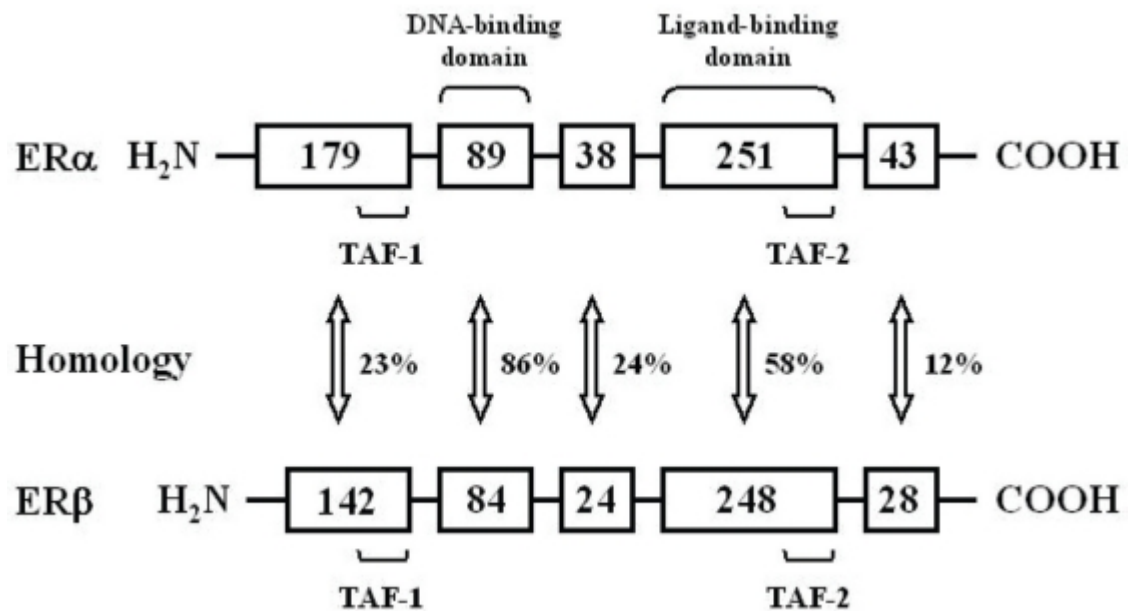 DNA-binding domain
Ligand-binding domain
ERα H₂N 179 89 38 251 43 COOH
TAF-1 TAF-2
Homology 23% 86% 24% 58% 12%
ERβ H₂N 142 84 24 248 28 COOH
TAF-1 TAF-2